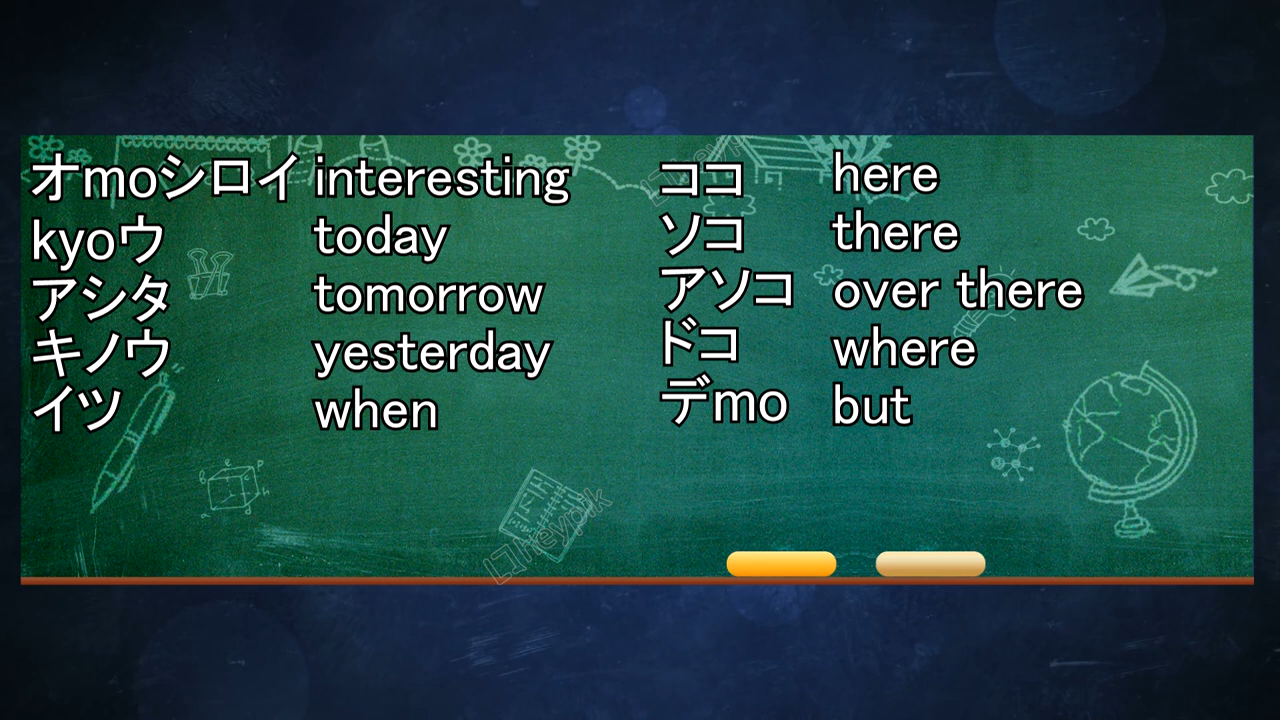 オmoシロイ interesting
kyoウ today
アシタ tomorrow
キノウ yesterday
イツ when
ココ here
ソコ there
アソコ over there
ドコ where
デmo but
heypik